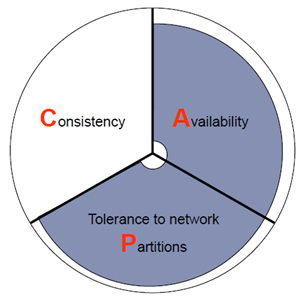 Consistency
Availability
Tolerance to network
Partitions